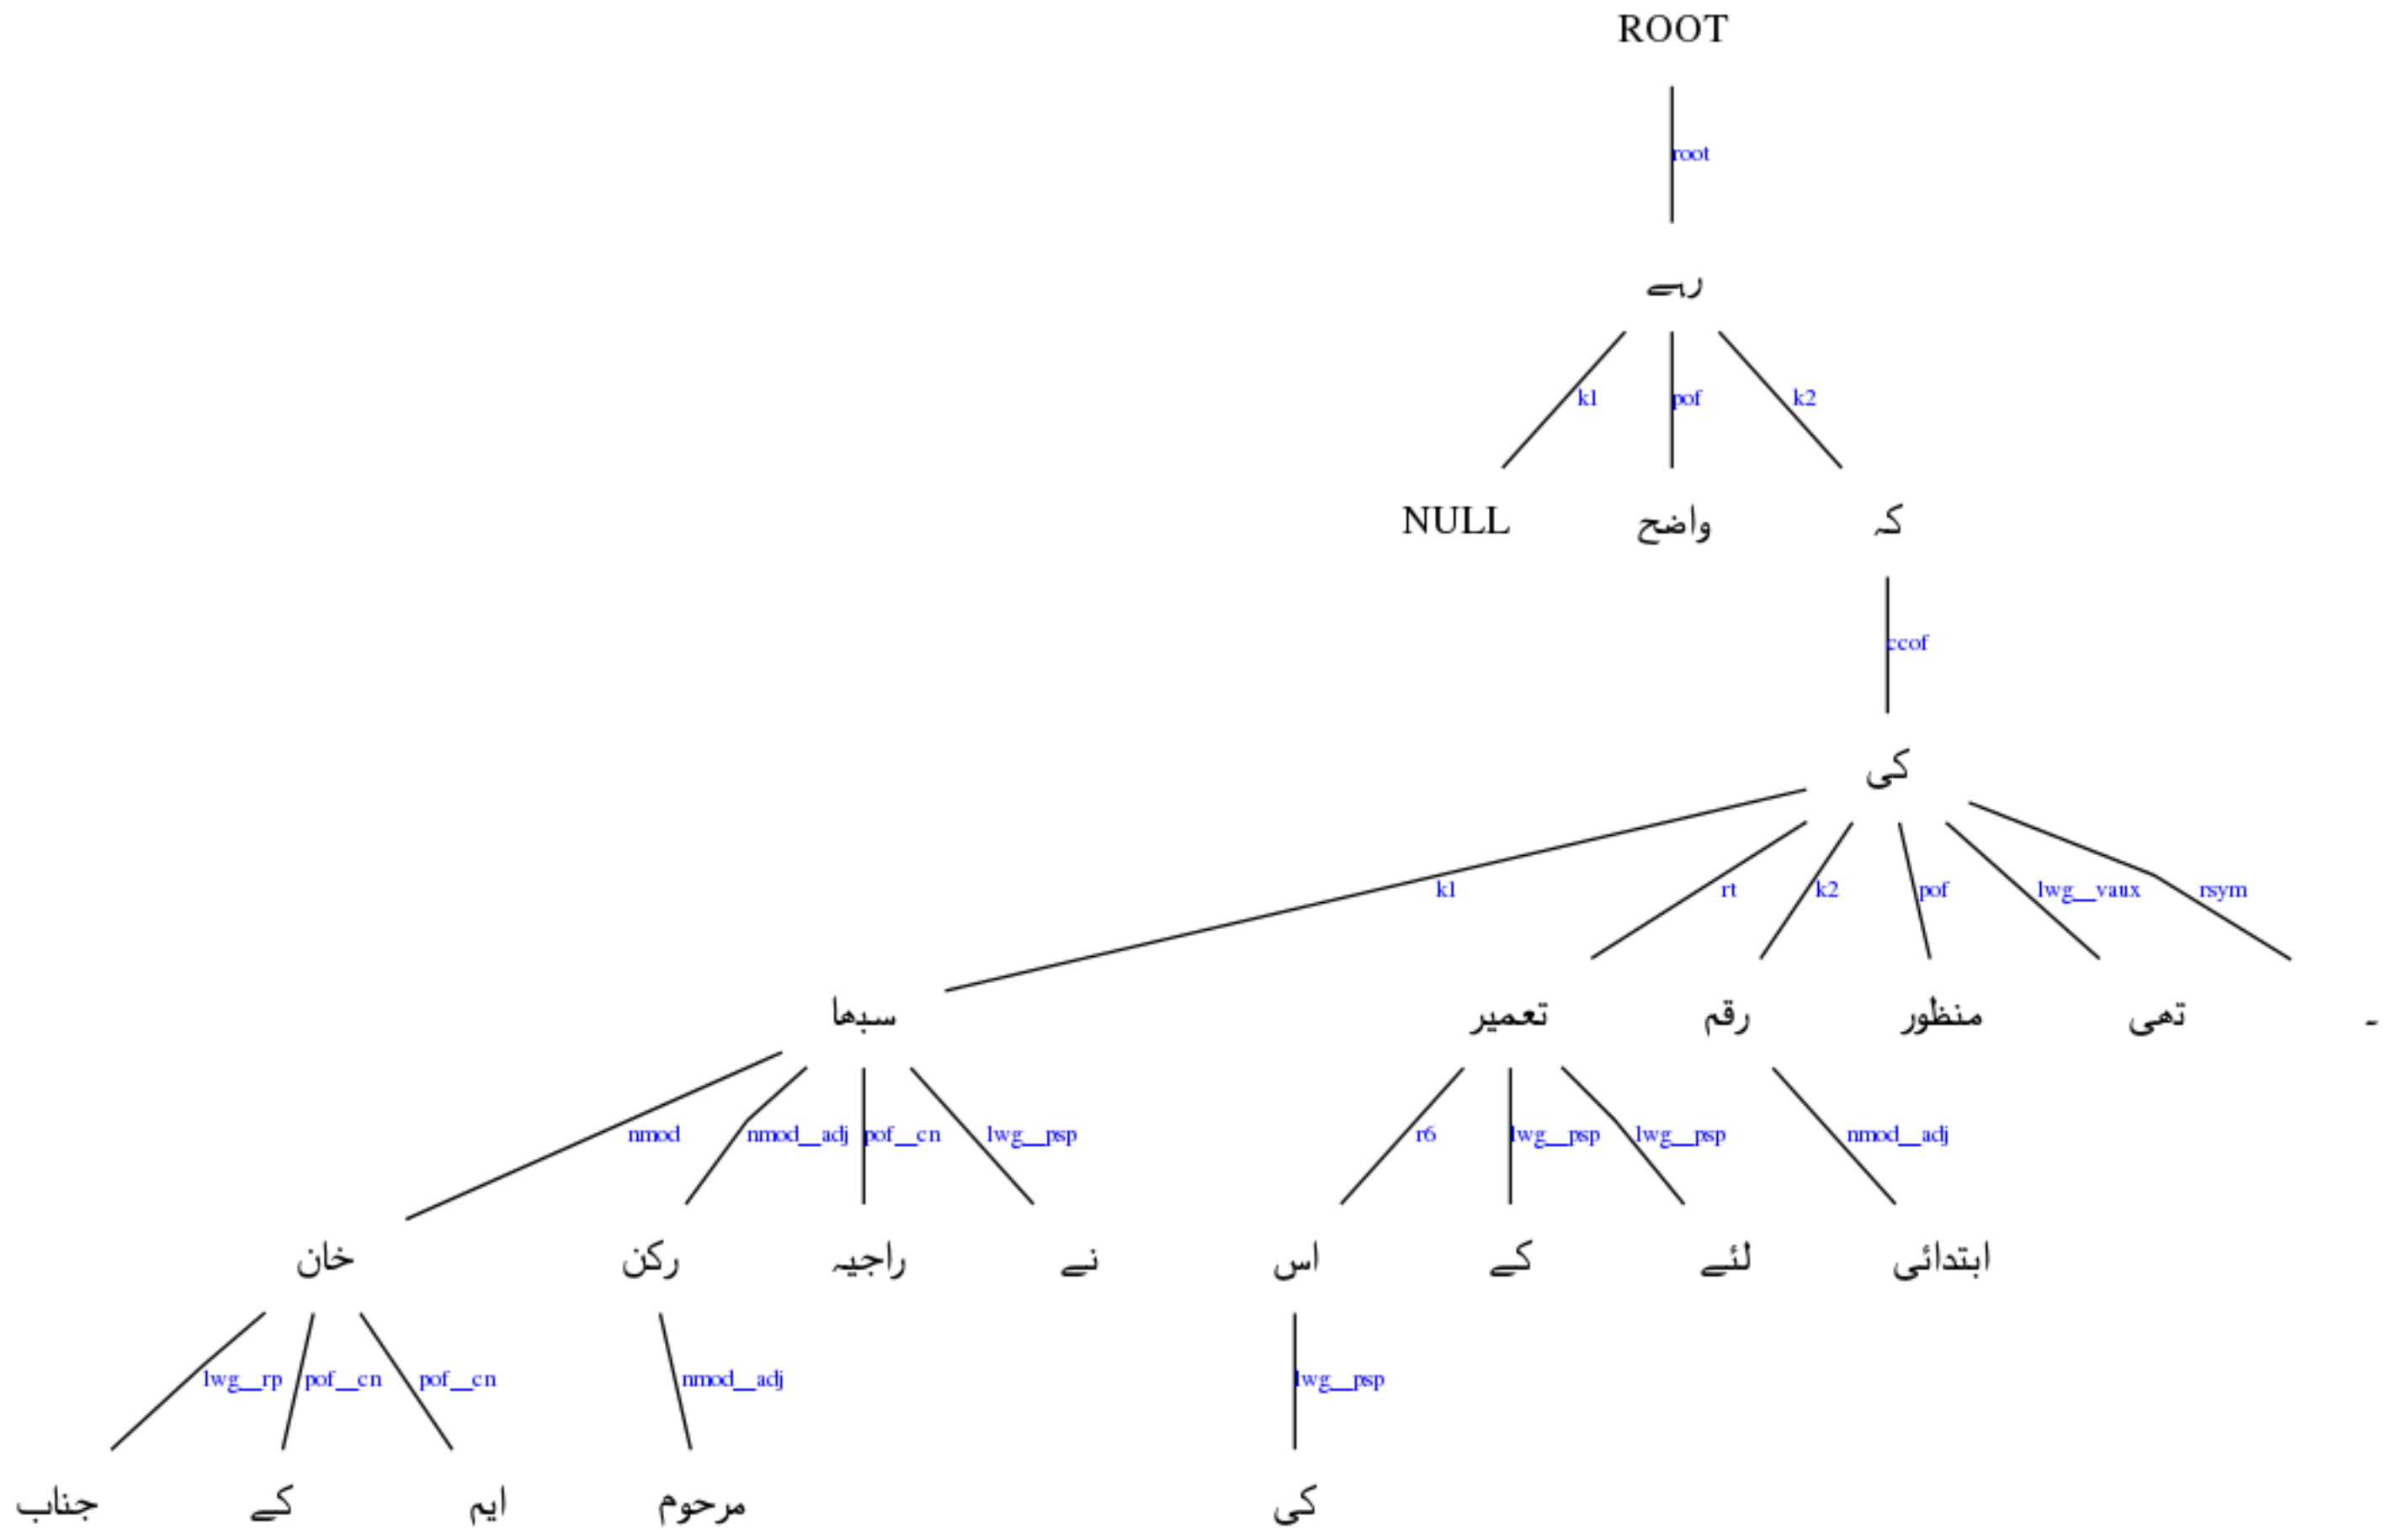 ROOT
root
رہے
k1 pof k2
NULL واضح کہ
ccof
کی
k1 rt k2 pof lwg__vaux rsym
سبھا تعمیر رقم منظور تھی ۔
nmod nmod__adj pof__cn lwg__psp r6 lwg__psp lwg__psp nmod__adj
خان رکن راجیہ نے اس کے لئے ابتدائی
lwg__rp pof__cn pof__cn nmod__adj lwg__psp
جناب کے ایم مرحوم کی